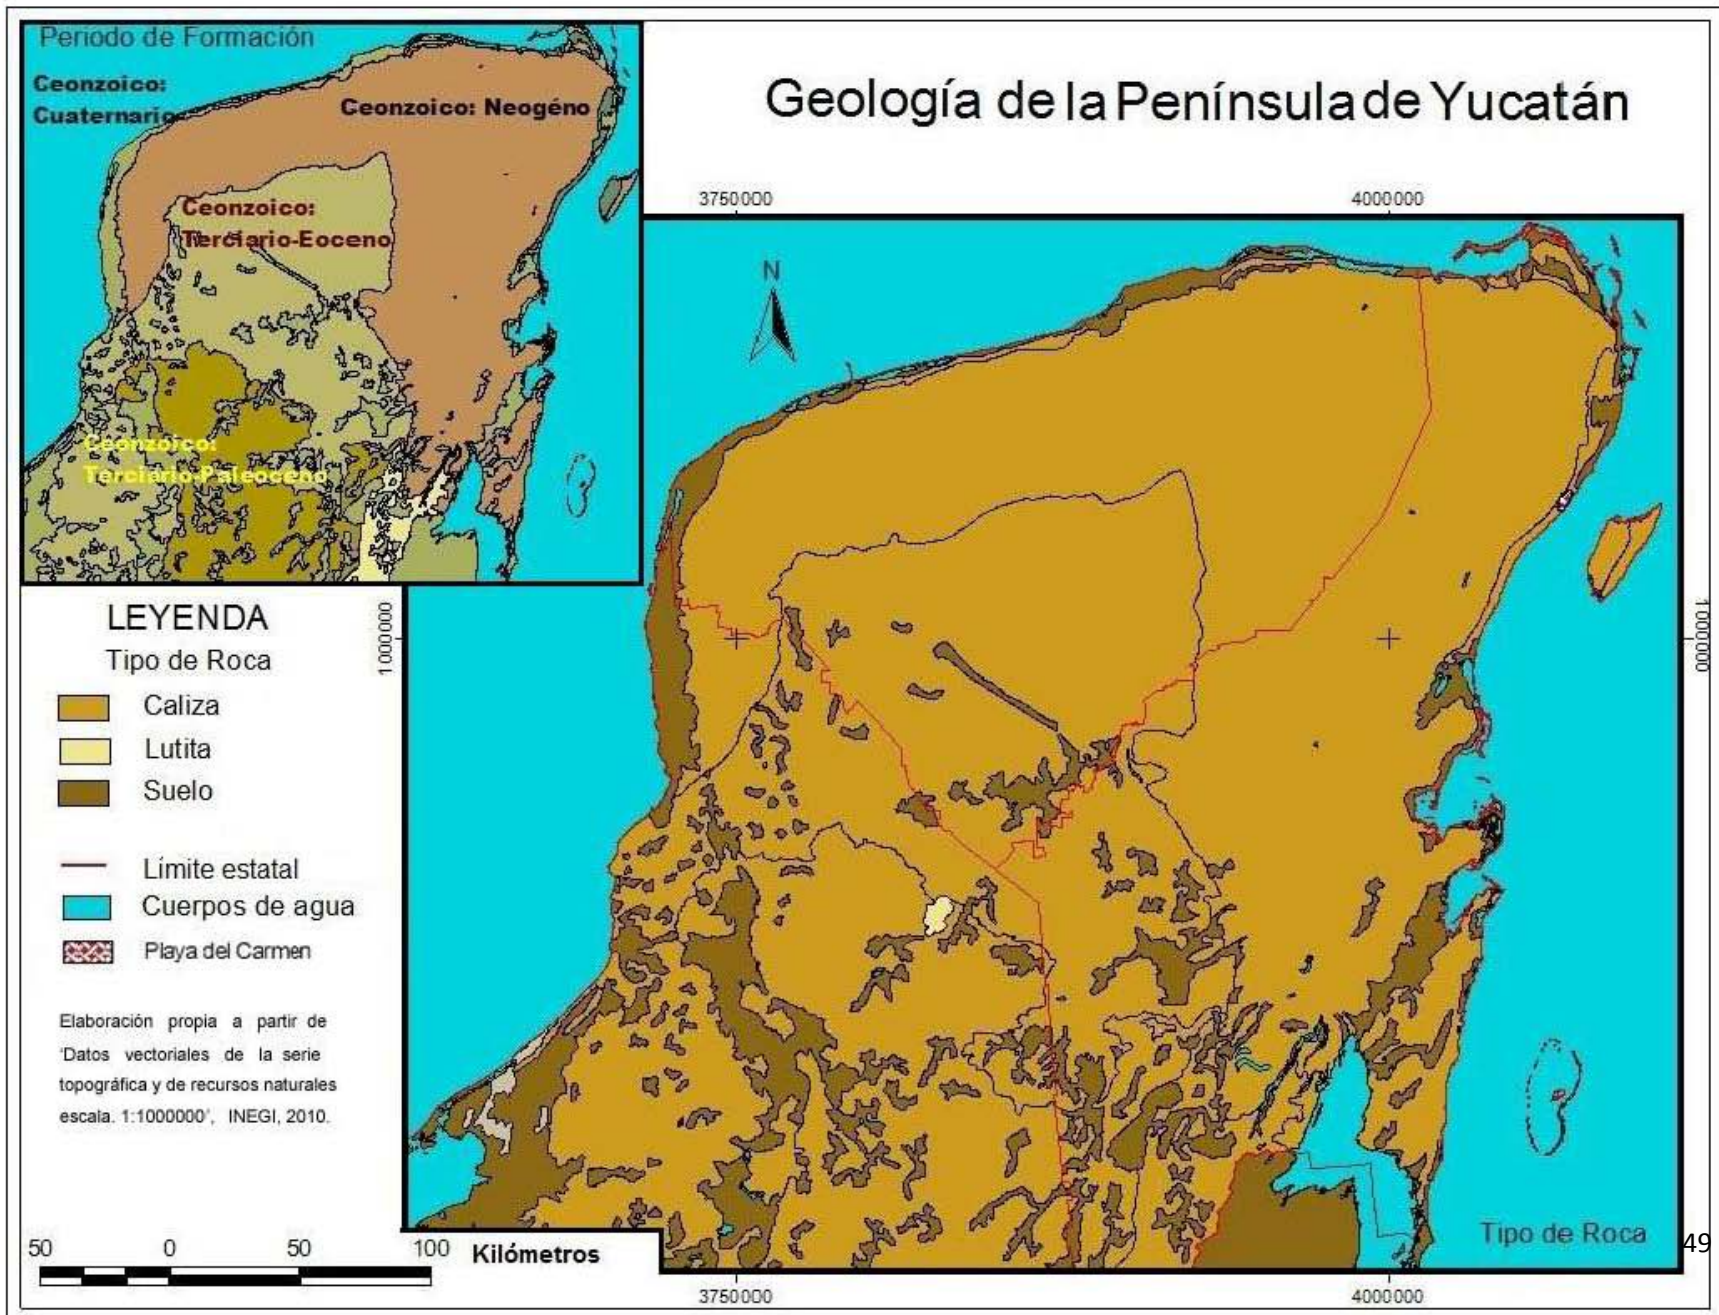 Periodo de Formación
Ceonzoico:
Cuaternario
Ceonzoico: Neogéno
Ceonzoico:
Terciario-Eoceno
Ceonzoico:
Terciario-Paleoceno
Geología de la Península de Yucatán
3750000
4000000
N
1000000
1000000
LEYENDA
Tipo de Roca
Caliza
Lutita
Suelo
Límite estatal
Cuerpos de agua
Playa del Carmen
Elaboración propia a partir de
'Datos vectoriales de la serie
topográfica y de recursos naturales
escala. 1:1000000', INEGI, 2010.
50 0 50 100 Kilómetros
Tipo de Roca
49
3750000
4000000